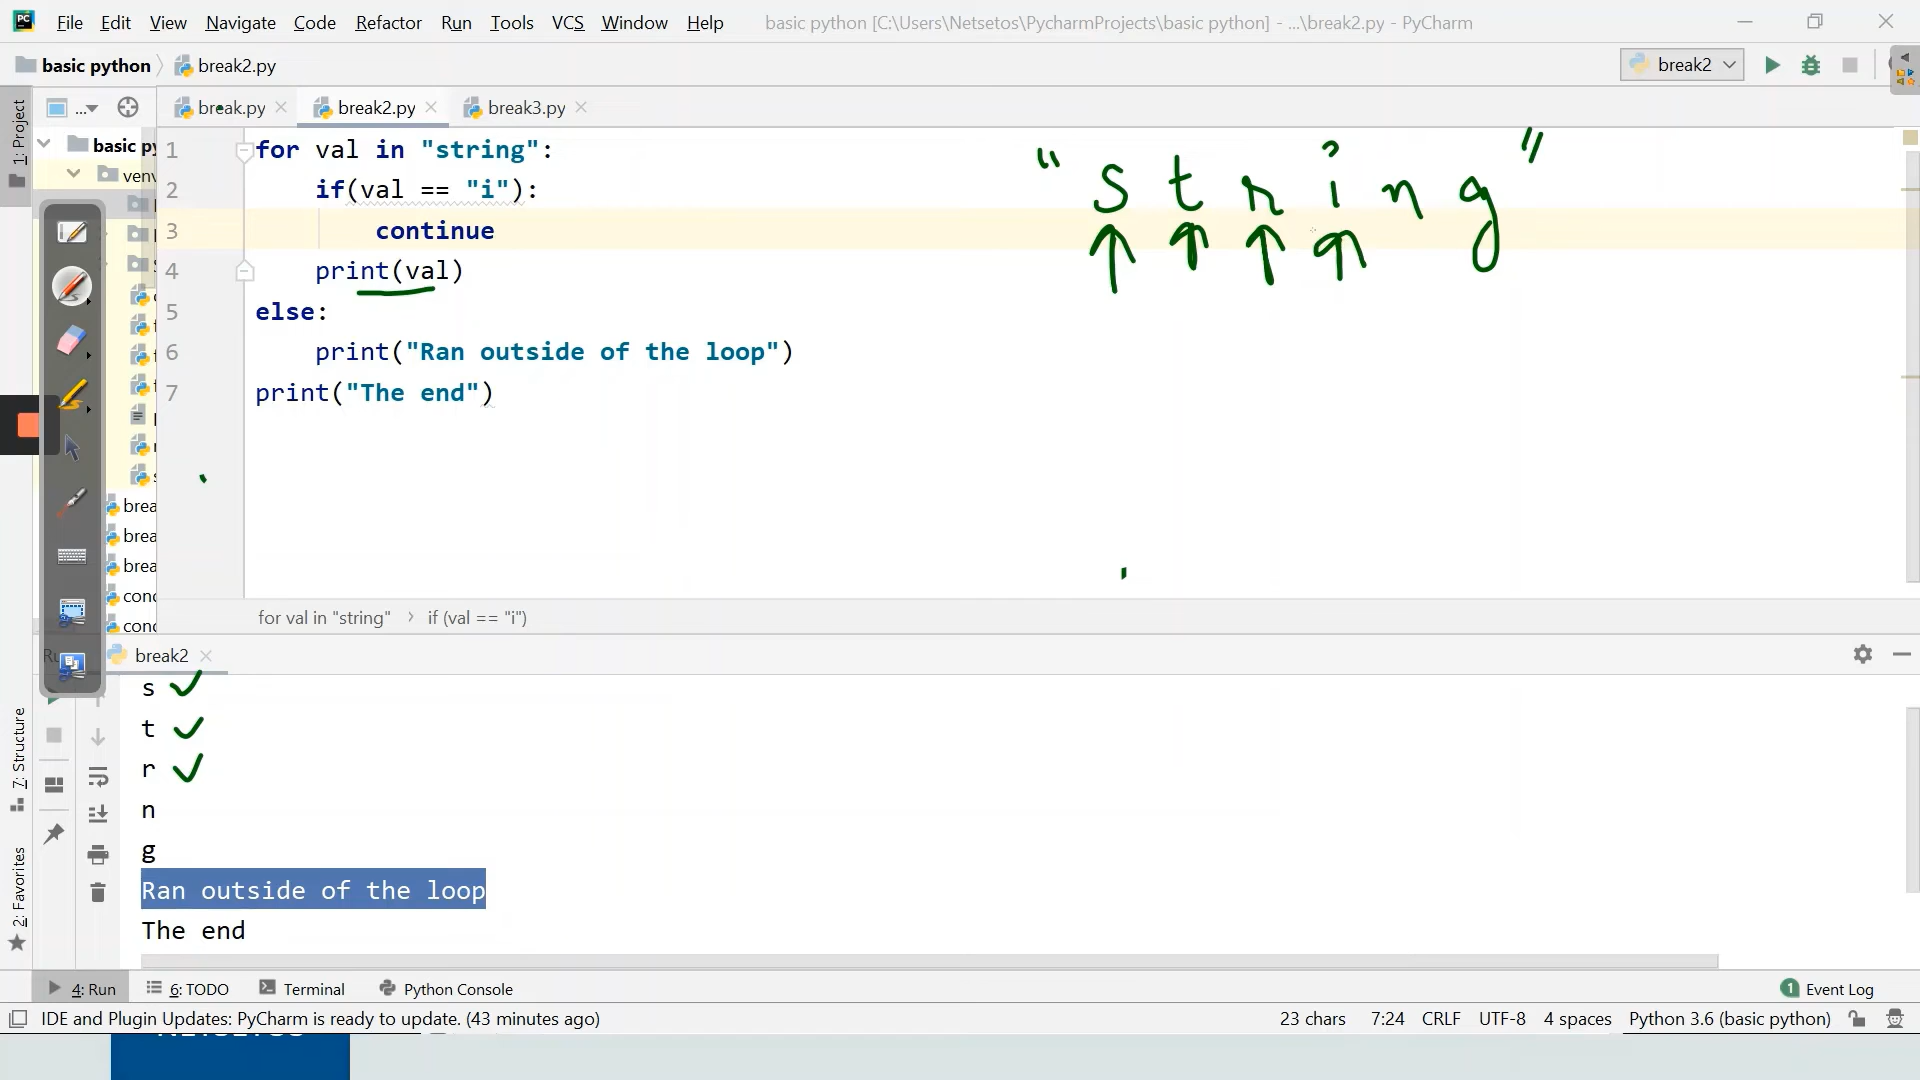 File Edit View Navigate Code Refactor Run Tools VCS Window Help basic python [C:\Users\Netsetos\PycharmProjects\basic python] - ...\break2.py - PyCharm
basic python break2.py break2
1: Project
... break.py break2.py break3.py
basic py
venv
1 for val in "string":
2 if(val == "i"):
3 continue
4 print(val)
5 else:
6 print("Ran outside of the loop")
7 print("The end")
" s t r i n g "
brea
brea
brea
conc
conc
for val in "string" › if (val == "i")
break2
s
t
r
n
g
Ran outside of the loop
The end
7: Structure
2: Favorites
4: Run 6: TODO Terminal Python Console 1 Event Log
IDE and Plugin Updates: PyCharm is ready to update. (43 minutes ago) 23 chars 7:24 CRLF UTF-8 4 spaces Python 3.6 (basic python)